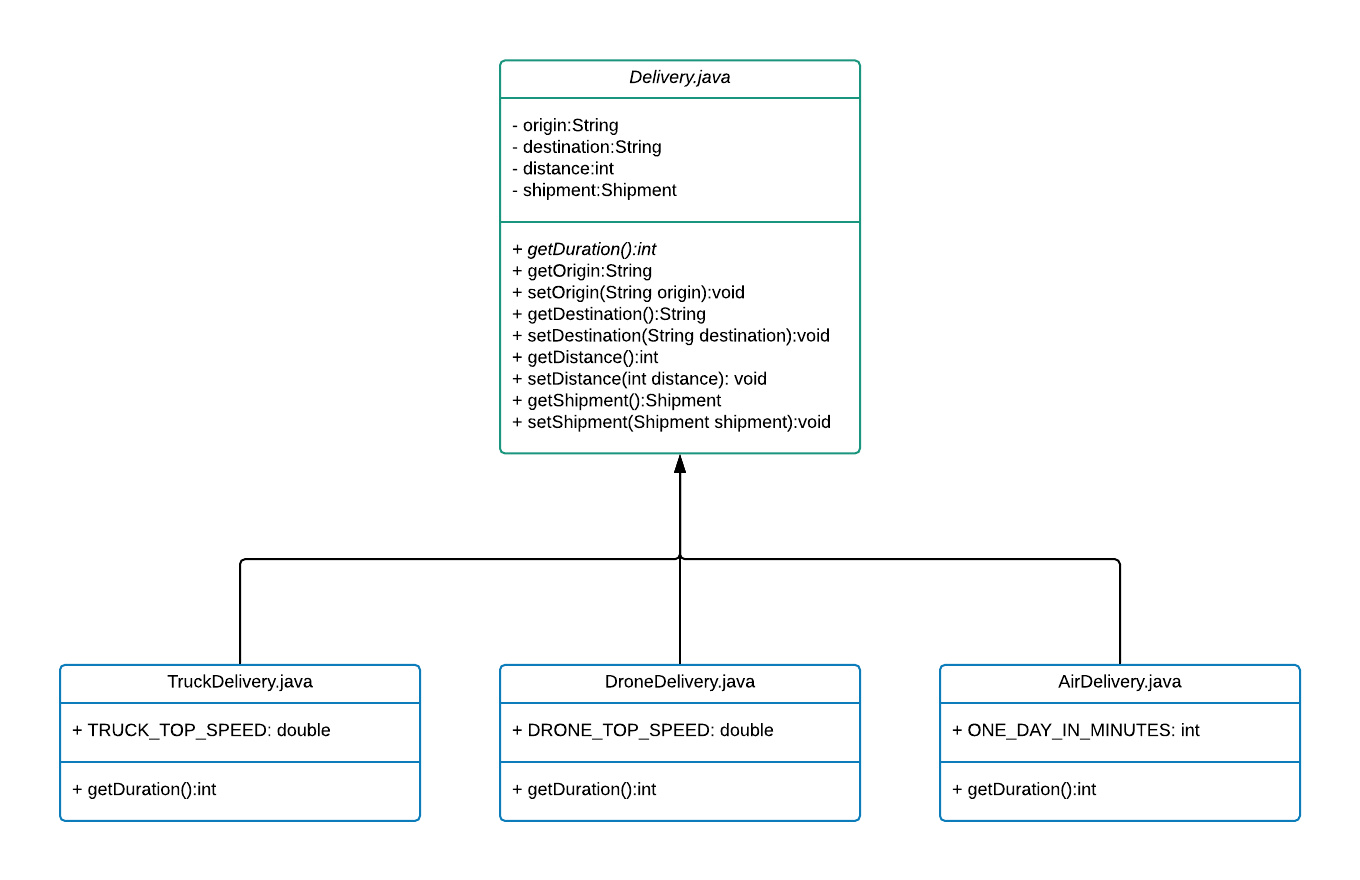 Delivery.java
- origin:String
- destination:String
- distance:int
- shipment:Shipment
+ getDuration():int
+ getOrigin:String
+ setOrigin(String origin):void
+ getDestination():String
+ setDestination(String destination):void
+ getDistance():int
+ setDistance(int distance): void
+ getShipment():Shipment
+ setShipment(Shipment shipment):void
TruckDelivery.java
+ TRUCK_TOP_SPEED: double
+ getDuration():int
DroneDelivery.java
+ DRONE_TOP_SPEED: double
+ getDuration():int
AirDelivery.java
+ ONE_DAY_IN_MINUTES: int
+ getDuration():int